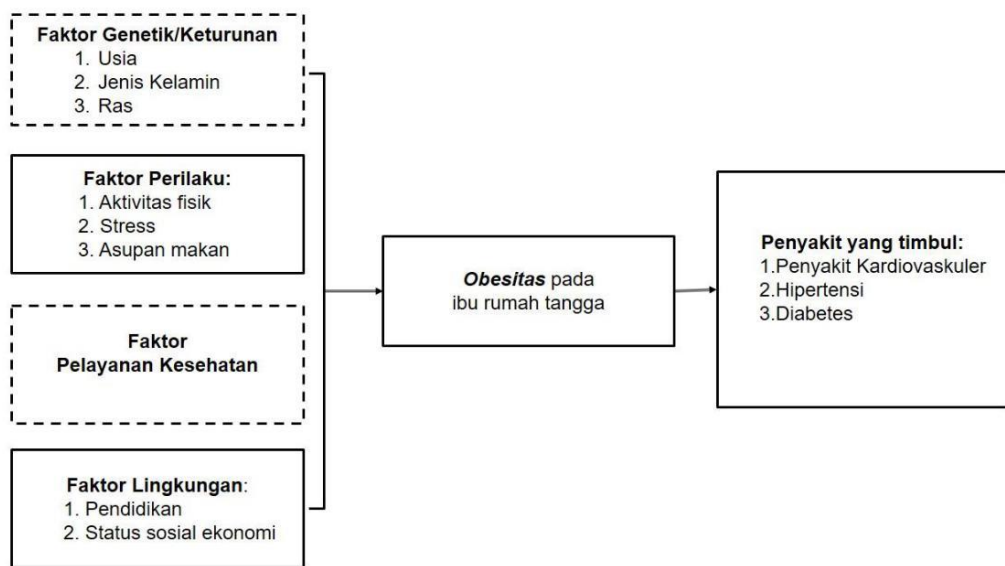 Faktor Genetik/Keturunan
1. Usia
2. Jenis Kelamin
3. Ras
Faktor Perilaku:
1. Aktivitas fisik
2. Stress
3. Asupan makan
Faktor
Pelayanan Kesehatan
Faktor Lingkungan:
1. Pendidikan
2. Status sosial ekonomi
Obesitas pada
ibu rumah tangga
Penyakit yang timbul:
1.Penyakit Kardiovaskuler
2.Hipertensi
3.Diabetes